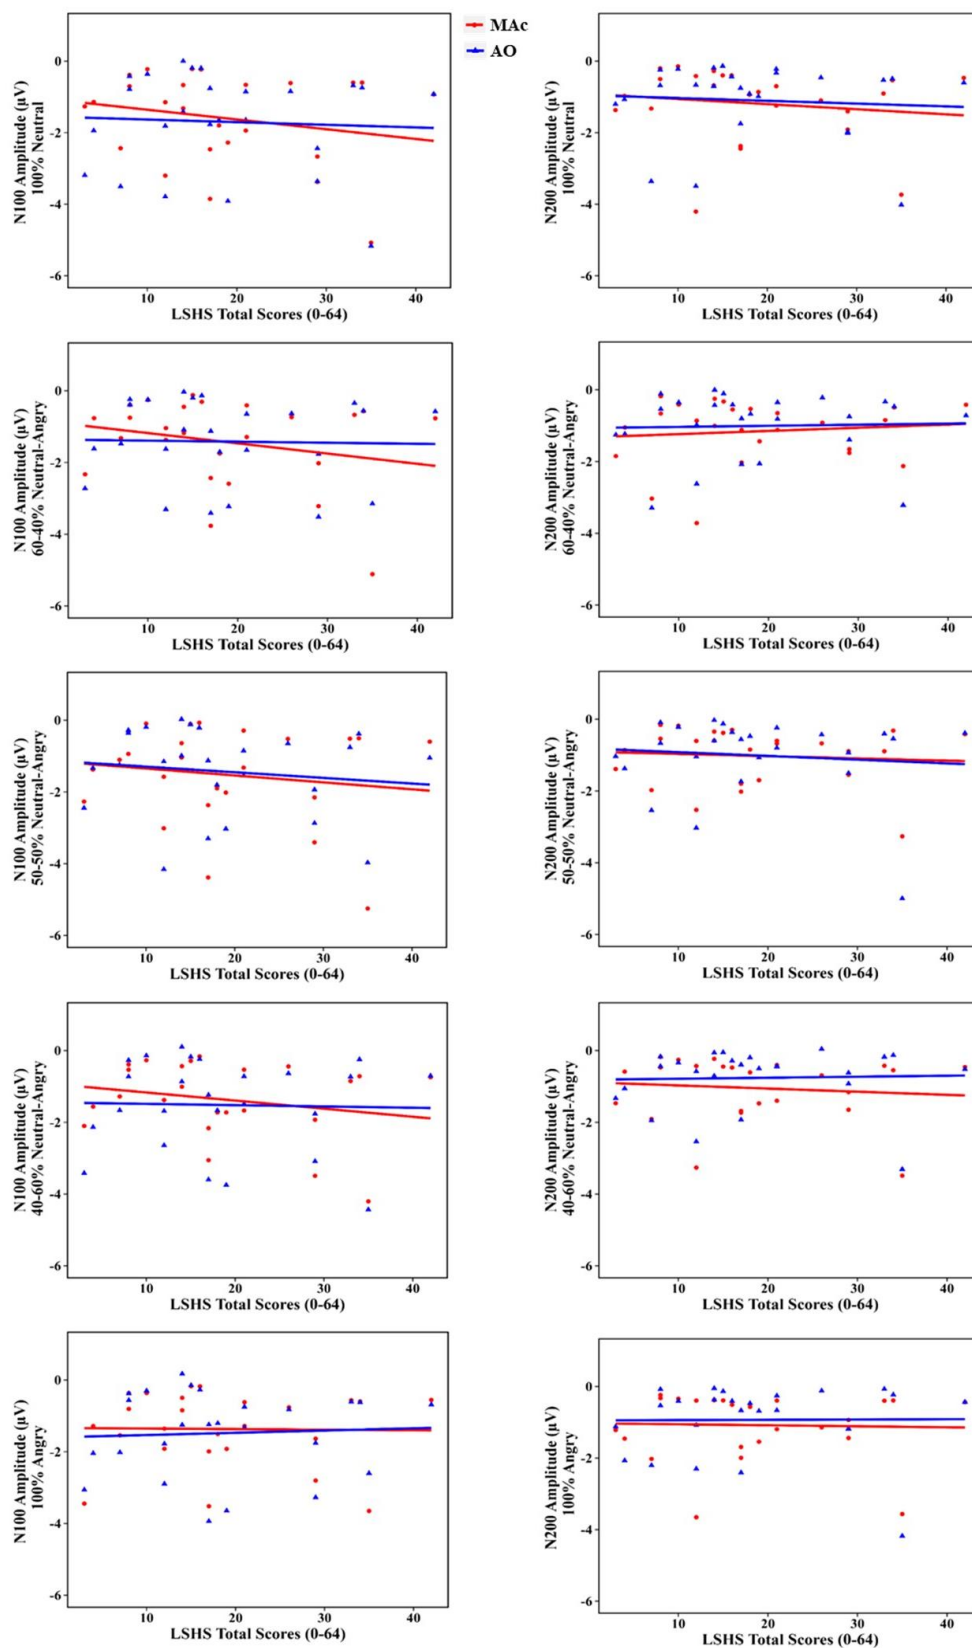 MAc
AO
0
-2
-4
-6
N100 Amplitude (µV)
100% Neutral
10 20 30 40
LSHS Total Scores (0-64)
0
-2
-4
-6
N200 Amplitude (µV)
100% Neutral
10 20 30 40
LSHS Total Scores (0-64)
0
-2
-4
-6
N100 Amplitude (µV)
60-40% Neutral-Angry
10 20 30 40
LSHS Total Scores (0-64)
0
-2
-4
-6
N200 Amplitude (µV)
60-40% Neutral-Angry
10 20 30 40
LSHS Total Scores (0-64)
0
-2
-4
-6
N100 Amplitude (µV)
50-50% Neutral-Angry
10 20 30 40
LSHS Total Scores (0-64)
0
-2
-4
-6
N200 Amplitude (µV)
50-50% Neutral-Angry
10 20 30 40
LSHS Total Scores (0-64)
0
-2
-4
-6
N100 Amplitude (µV)
40-60% Neutral-Angry
10 20 30 40
LSHS Total Scores (0-64)
0
-2
-4
-6
N200 Amplitude (µV)
40-60% Neutral-Angry
10 20 30 40
LSHS Total Scores (0-64)
0
-2
-4
-6
N100 Amplitude (µV)
100% Angry
10 20 30 40
LSHS Total Scores (0-64)
0
-2
-4
-6
N200 Amplitude (µV)
100% Angry
10 20 30 40
LSHS Total Scores (0-64)